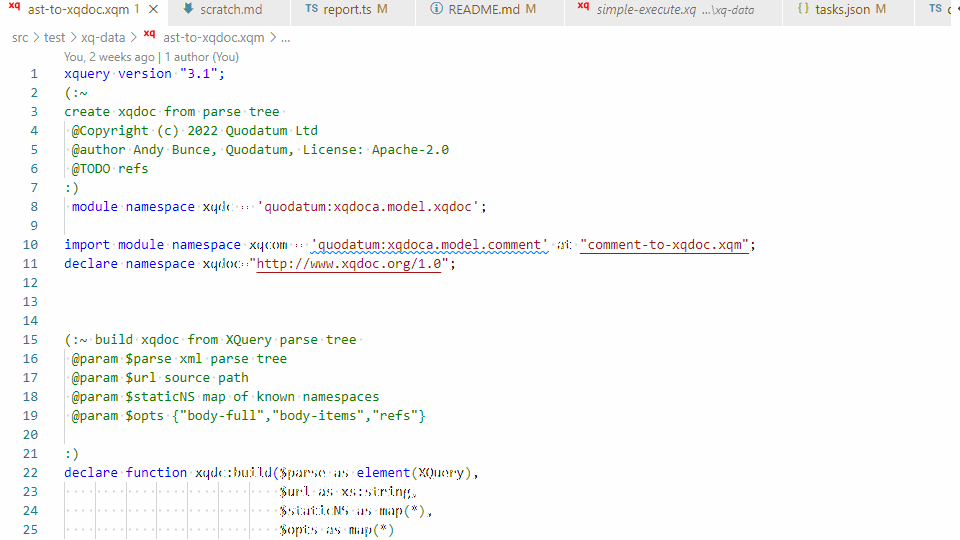 xq ast-to-xqdoc.xqm 1 scratch.md TS report.ts M README.md M xq simple-execute.xq ...\xq-data {} tasks.json M TS
src > test > xq-data > xq ast-to-xqdoc.xqm > ...
You, 2 weeks ago | 1 author (You)
1 xquery version "3.1";
2 (:~
3 create xqdoc from parse tree
4 @Copyright (c) 2022 Quodatum Ltd
5 @author Andy Bunce, Quodatum, License: Apache-2.0
6 @TODO refs
7 :)
8 module namespace xqdc = 'quodatum:xqdoca.model.xqdoc';
9
10 import module namespace xqcom = 'quodatum:xqdoca.model.comment' at "comment-to-xqdoc.xqm";
11 declare namespace xqdoc="http://www.xqdoc.org/1.0";
12
13
14
15 (:~ build xqdoc from XQuery parse tree
16 @param $parse xml parse tree
17 @param $url source path
18 @param $staticNS map of known namespaces
19 @param $opts {"body-full","body-items","refs"}
20
21 :)
22 declare function xqdc:build($parse as element(XQuery),
23 $url as xs:string,
24 $staticNS as map(*),
25 $opts as map(*)